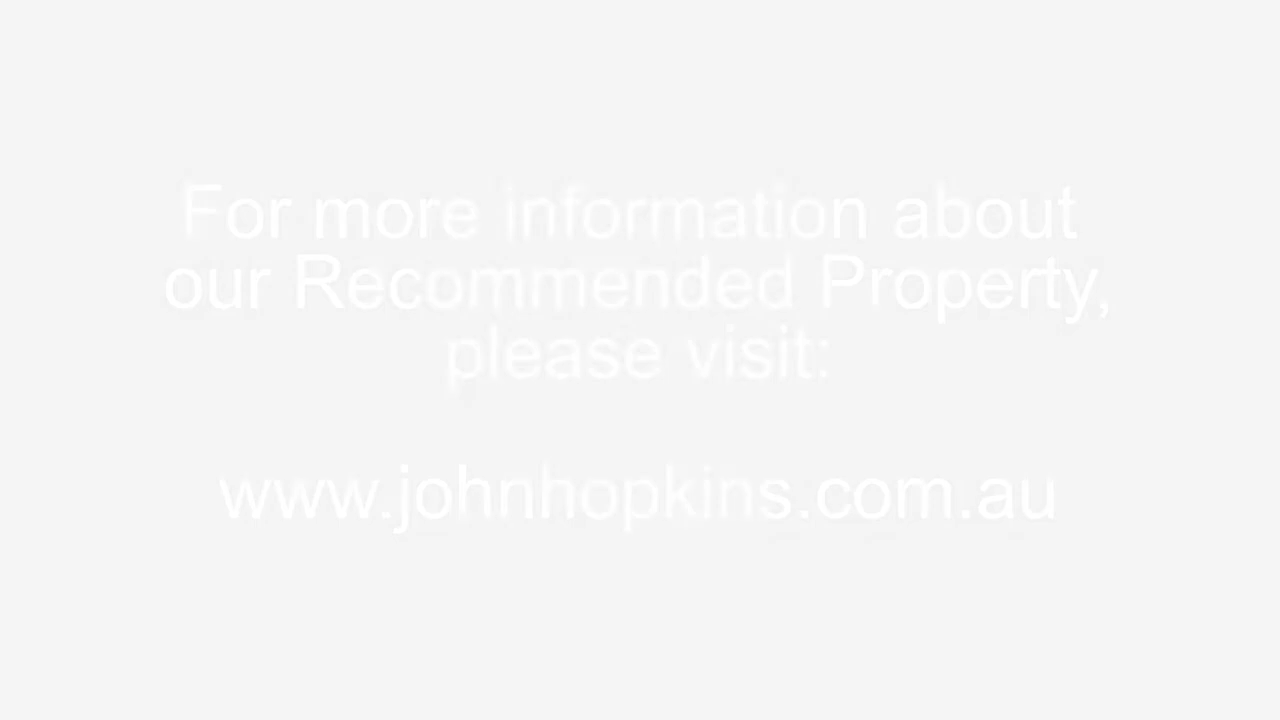 For more information about
our Recommended Property,
please visit:
www.johnhopkins.com.au